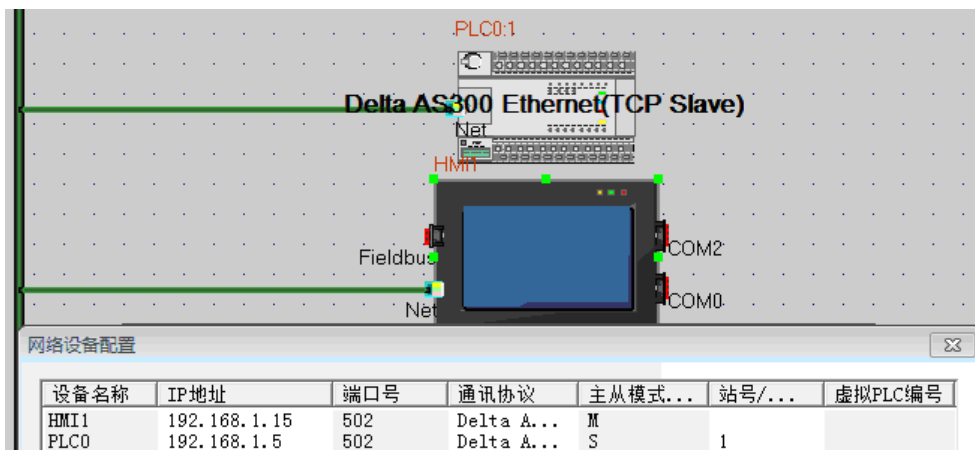 PLC0:1
Delta AS300 Ethernet(TCP Slave)
Net
HMI1
Fieldbus
COM2
Net
COM0
网络设备配置
设备名称 IP地址 端口号 通讯协议 主从模式... 站号/... 虚拟PLC编号
HMI1 192.168.1.15 502 Delta A... M
PLC0 192.168.1.5 502 Delta A... S 1